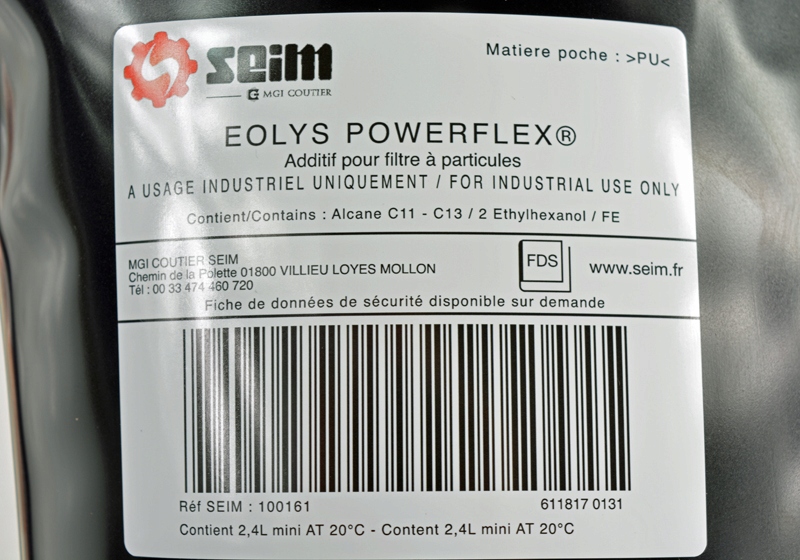 seim
MGI COUTIER
Matiere poche : >PU<
EOLYS POWERFLEX®
Additif pour filtre à particules
A USAGE INDUSTRIEL UNIQUEMENT / FOR INDUSTRIAL USE ONLY
Contient/Contains : Alcane C11 - C13 / 2 Ethylhexanol / FE
MGI COUTIER SEIM
Chemin de la Polette 01800 VILLIEU LOYES MOLLON
Tél : 00 33 474 460 720
FDS
www.seim.fr
Fiche de données de sécurité disponible sur demande
Réf SEIM : 100161
611817 0131
Contient 2,4L mini AT 20°C - Content 2,4L mini AT 20°C